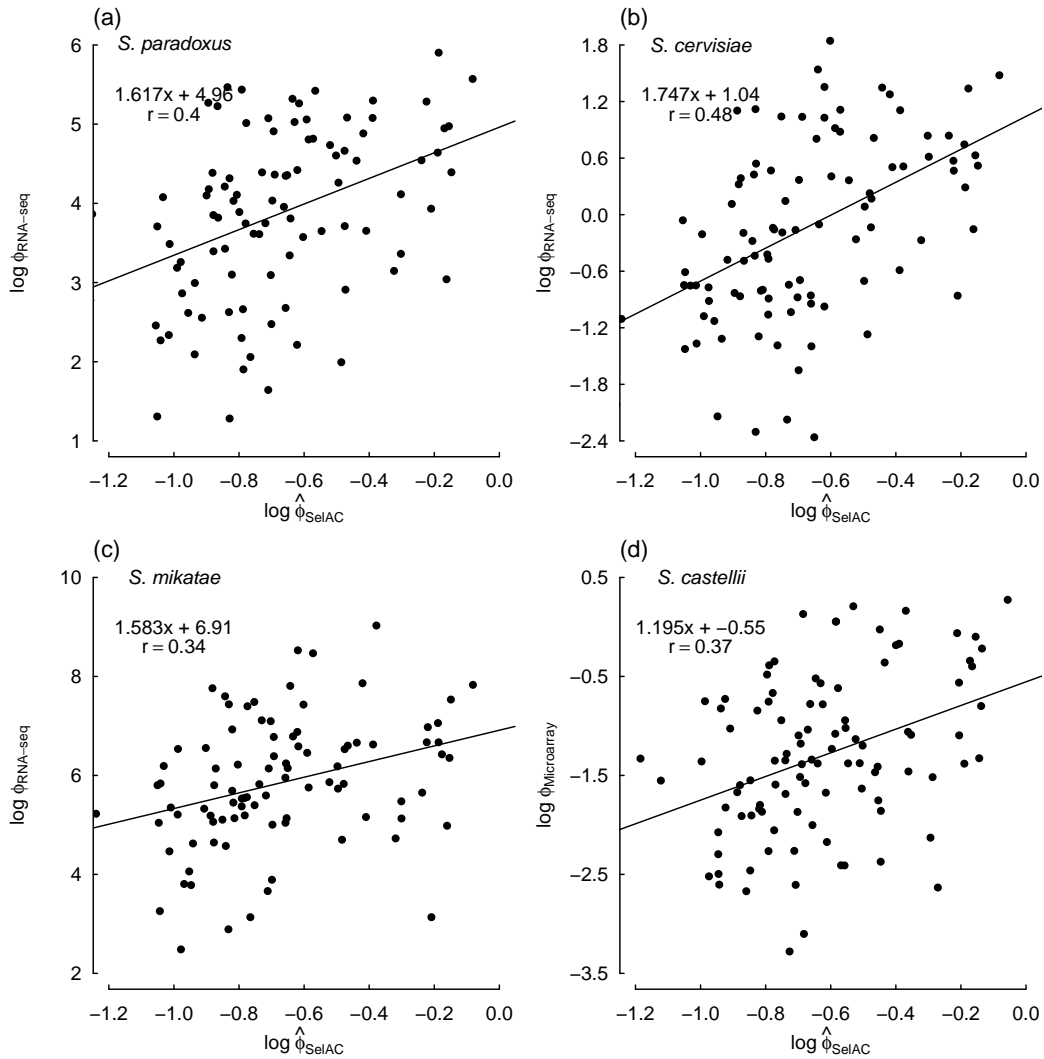 (a)
S. paradoxus
1.617x + 4.96
r = 0.4
log ϕRNA−seq
6
5
4
3
2
1
−1.2 −1.0 −0.8 −0.6 −0.4 −0.2 0.0
log ϕ̂SelAC
(b)
S. cervisiae
1.747x + 1.04
r = 0.48
log ϕRNA−seq
1.8
1.2
0.6
0.0
−0.6
−1.2
−1.8
−2.4
−1.2 −1.0 −0.8 −0.6 −0.4 −0.2 0.0
log ϕ̂SelAC
(c)
S. mikatae
1.583x + 6.91
r = 0.34
log ϕRNA−seq
10
8
6
4
2
−1.2 −1.0 −0.8 −0.6 −0.4 −0.2 0.0
log ϕ̂SelAC
(d)
S. castellii
1.195x + −0.55
r = 0.37
log ϕMicroarray
0.5
−0.5
−1.5
−2.5
−3.5
−1.2 −1.0 −0.8 −0.6 −0.4 −0.2 0.0
log ϕ̂SelAC